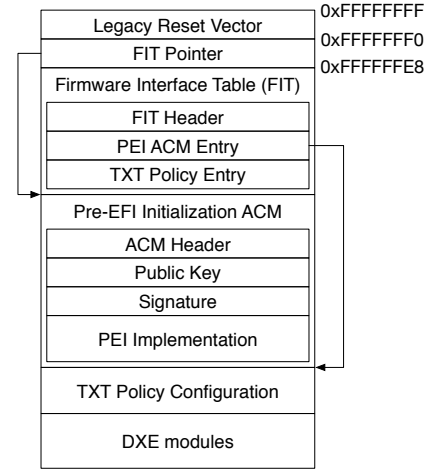 Legacy Reset Vector
0xFFFFFFFF
FIT Pointer
0xFFFFFFF0
0xFFFFFFE8
Firmware Interface Table (FIT)
FIT Header
PEI ACM Entry
TXT Policy Entry
Pre-EFI Initialization ACM
ACM Header
Public Key
Signature
PEI Implementation
TXT Policy Configuration
DXE modules